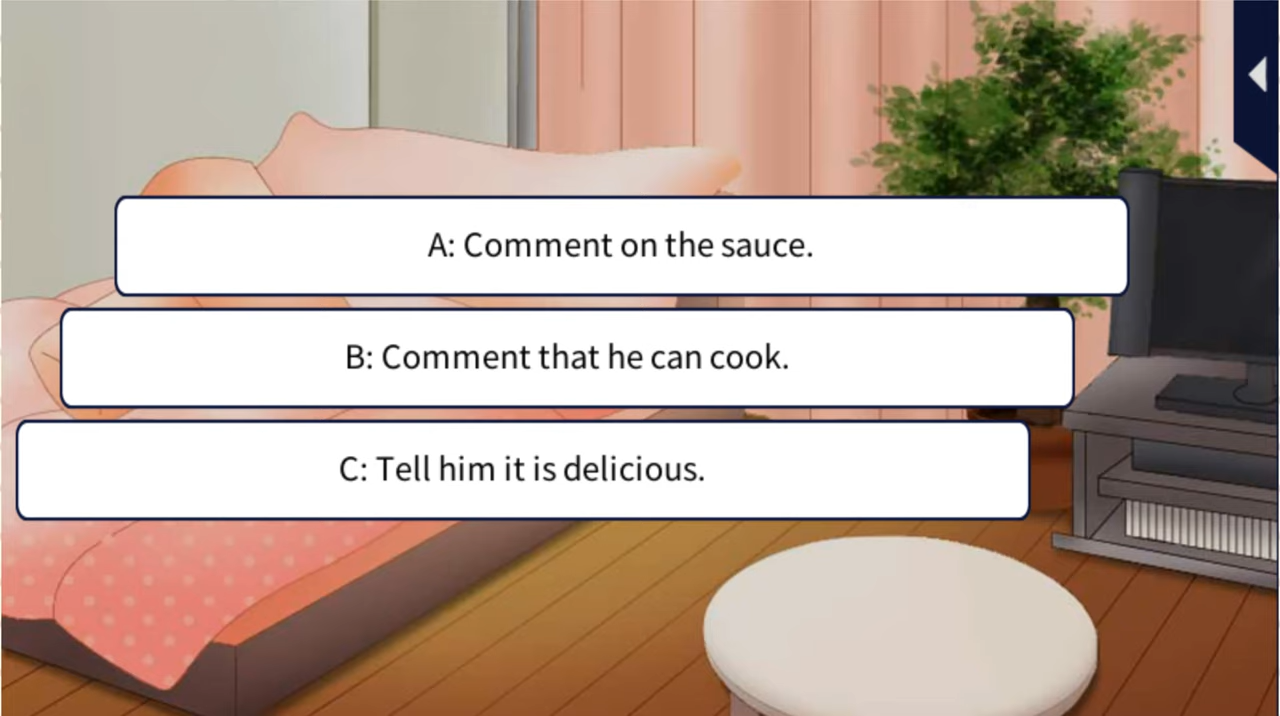 A: Comment on the sauce.
B: Comment that he can cook.
C: Tell him it is delicious.